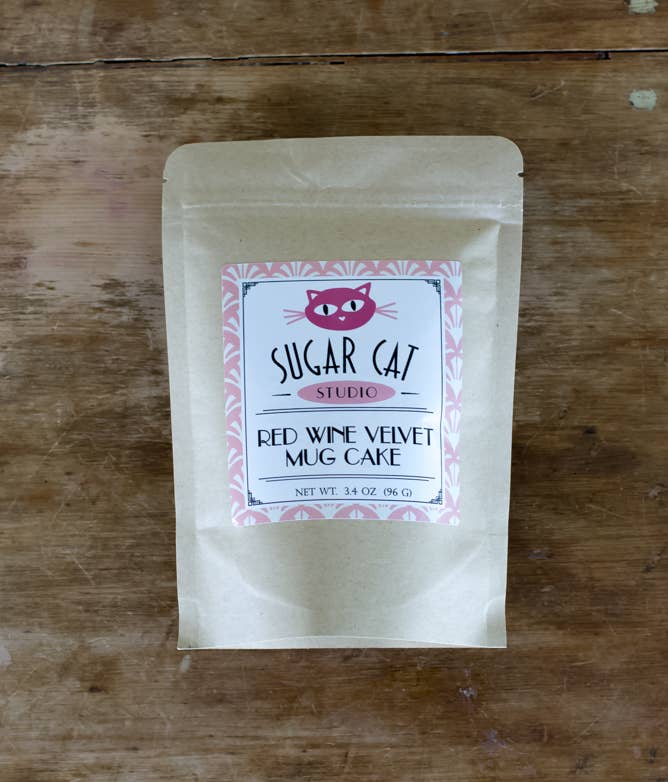 SUGAR CAT
STUDIO
RED WINE VELVET
MUG CAKE
NET WT. 3.4 OZ (96 G)